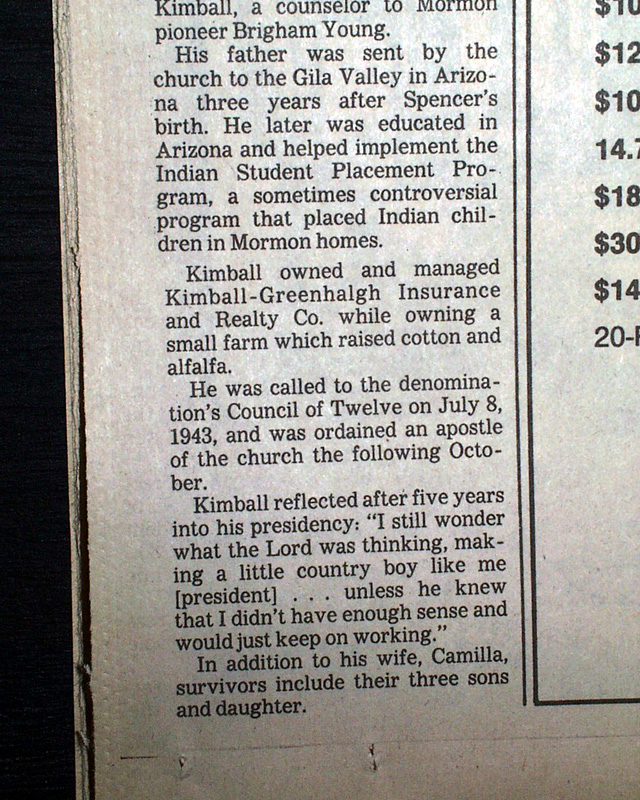 Kimball, a counselor to Mormon
pioneer Brigham Young.
His father was sent by the
church to the Gila Valley in Arizo-
na three years after Spencer's
birth. He later was educated in
Arizona and helped implement the
Indian Student Placement Pro-
gram, a sometimes controversial
program that placed Indian chil-
dren in Mormon homes.
Kimball owned and managed
Kimball-Greenhalgh Insurance
and Realty Co. while owning a
small farm which raised cotton and
alfalfa.
He was called to the denomina-
tion's Council of Twelve on July 8,
1943, and was ordained an apostle
of the church the following Octo-
ber.
Kimball reflected after five years
into his presidency: “I still wonder
what the Lord was thinking, mak-
ing a little country boy like me
[president] . . . unless he knew
that I didn't have enough sense and
would just keep on working.”
In addition to his wife, Camilla,
survivors include their three sons
and daughter.
$10
$12
$10
14.7
$18
$30
$14
20-